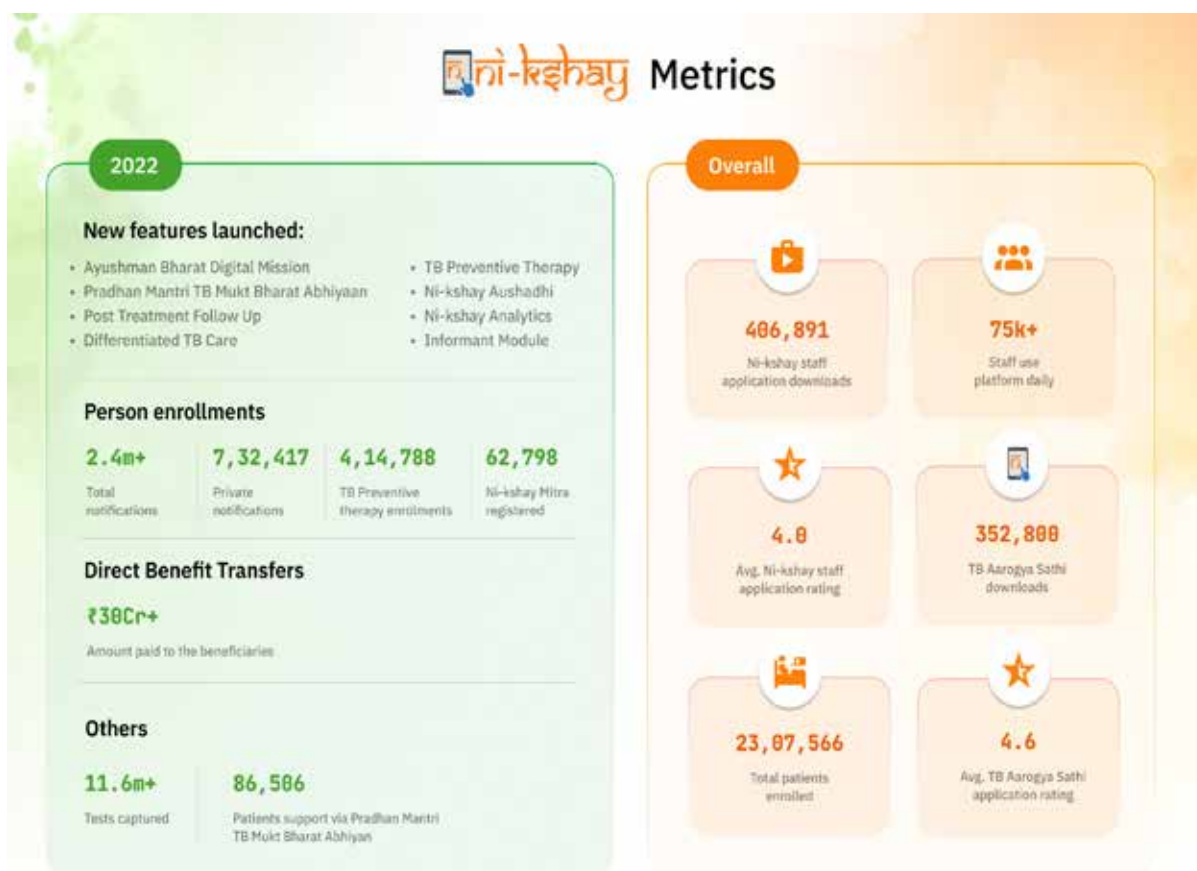 ni-kshay Metrics
2022
New features launched:
• Ayushman Bharat Digital Mission
• Pradhan Mantri TB Mukt Bharat Abhiyaan
• Post Treatment Follow Up
• Differentiated TB Care
• TB Preventive Therapy
• Ni-kshay Aushadhi
• Ni-kshay Analytics
• Informant Module
Person enrollments
2.4m+
Total
notifications
7,32,417
Private
notifications
4,14,788
TB Preventive
therapy enrolments
62,798
Ni-kshay Mitra
registered
Direct Benefit Transfers
₹30Cr+
Amount paid to the beneficiaries
Others
11.6m+
Tests captured
86,506
Patients support via Pradhan Mantri
TB Mukt Bharat Abhiyan
Overall
406,891
Ni-kshay staff
application downloads
75k+
Staff use
platform daily
4.0
Avg. Ni-kshay staff
application rating
352,800
TB Aarogya Sathi
downloads
23,07,566
Total patients
enrolled
4.6
Avg. TB Aarogya Sathi
application rating